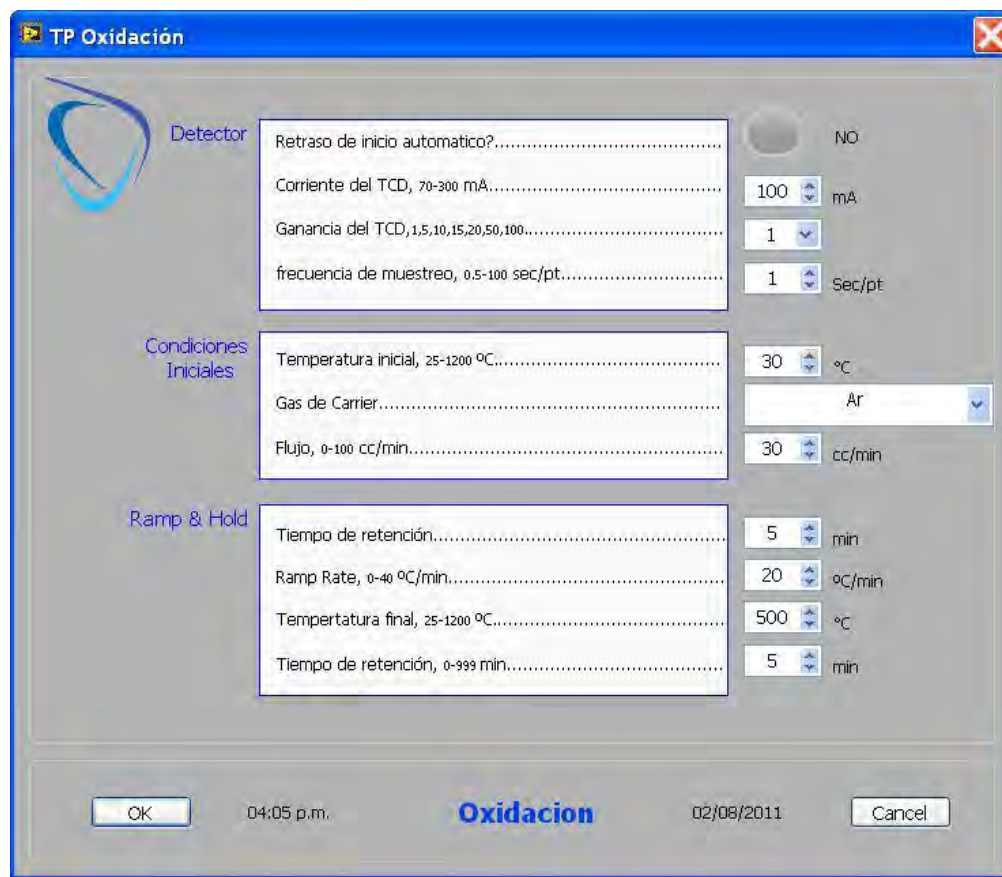 TP Oxidación
Detector
Retraso de inicio automatico?........................................, NO
Corriente del TCD, 70-300 mA......................................... 100 mA
Ganancia del TCD,1,5,10,15,20,50,100................................... 1
frecuencia de muestreo, 0.5-100 sec/pt............................ 1 Sec/pt
Condiciones
Iniciales
Temperatura inicial, 25-1200 ºC........................................ 30 ºC
Gas de Carrier............................................................ Ar
Flujo, 0-100 cc/min....................................................... 30 cc/min
Ramp & Hold
Tiempo de retención.................................................. 5 min
Ramp Rate, 0-40 ºC/min................................................ 20 ºC/min
Tempertatura final, 25-1200 ºC......................................... 500 ºC
Tiempo de retención, 0-999 min...................................... 5 min
OK 04:05 p.m. Oxidacion 02/08/2011 Cancel